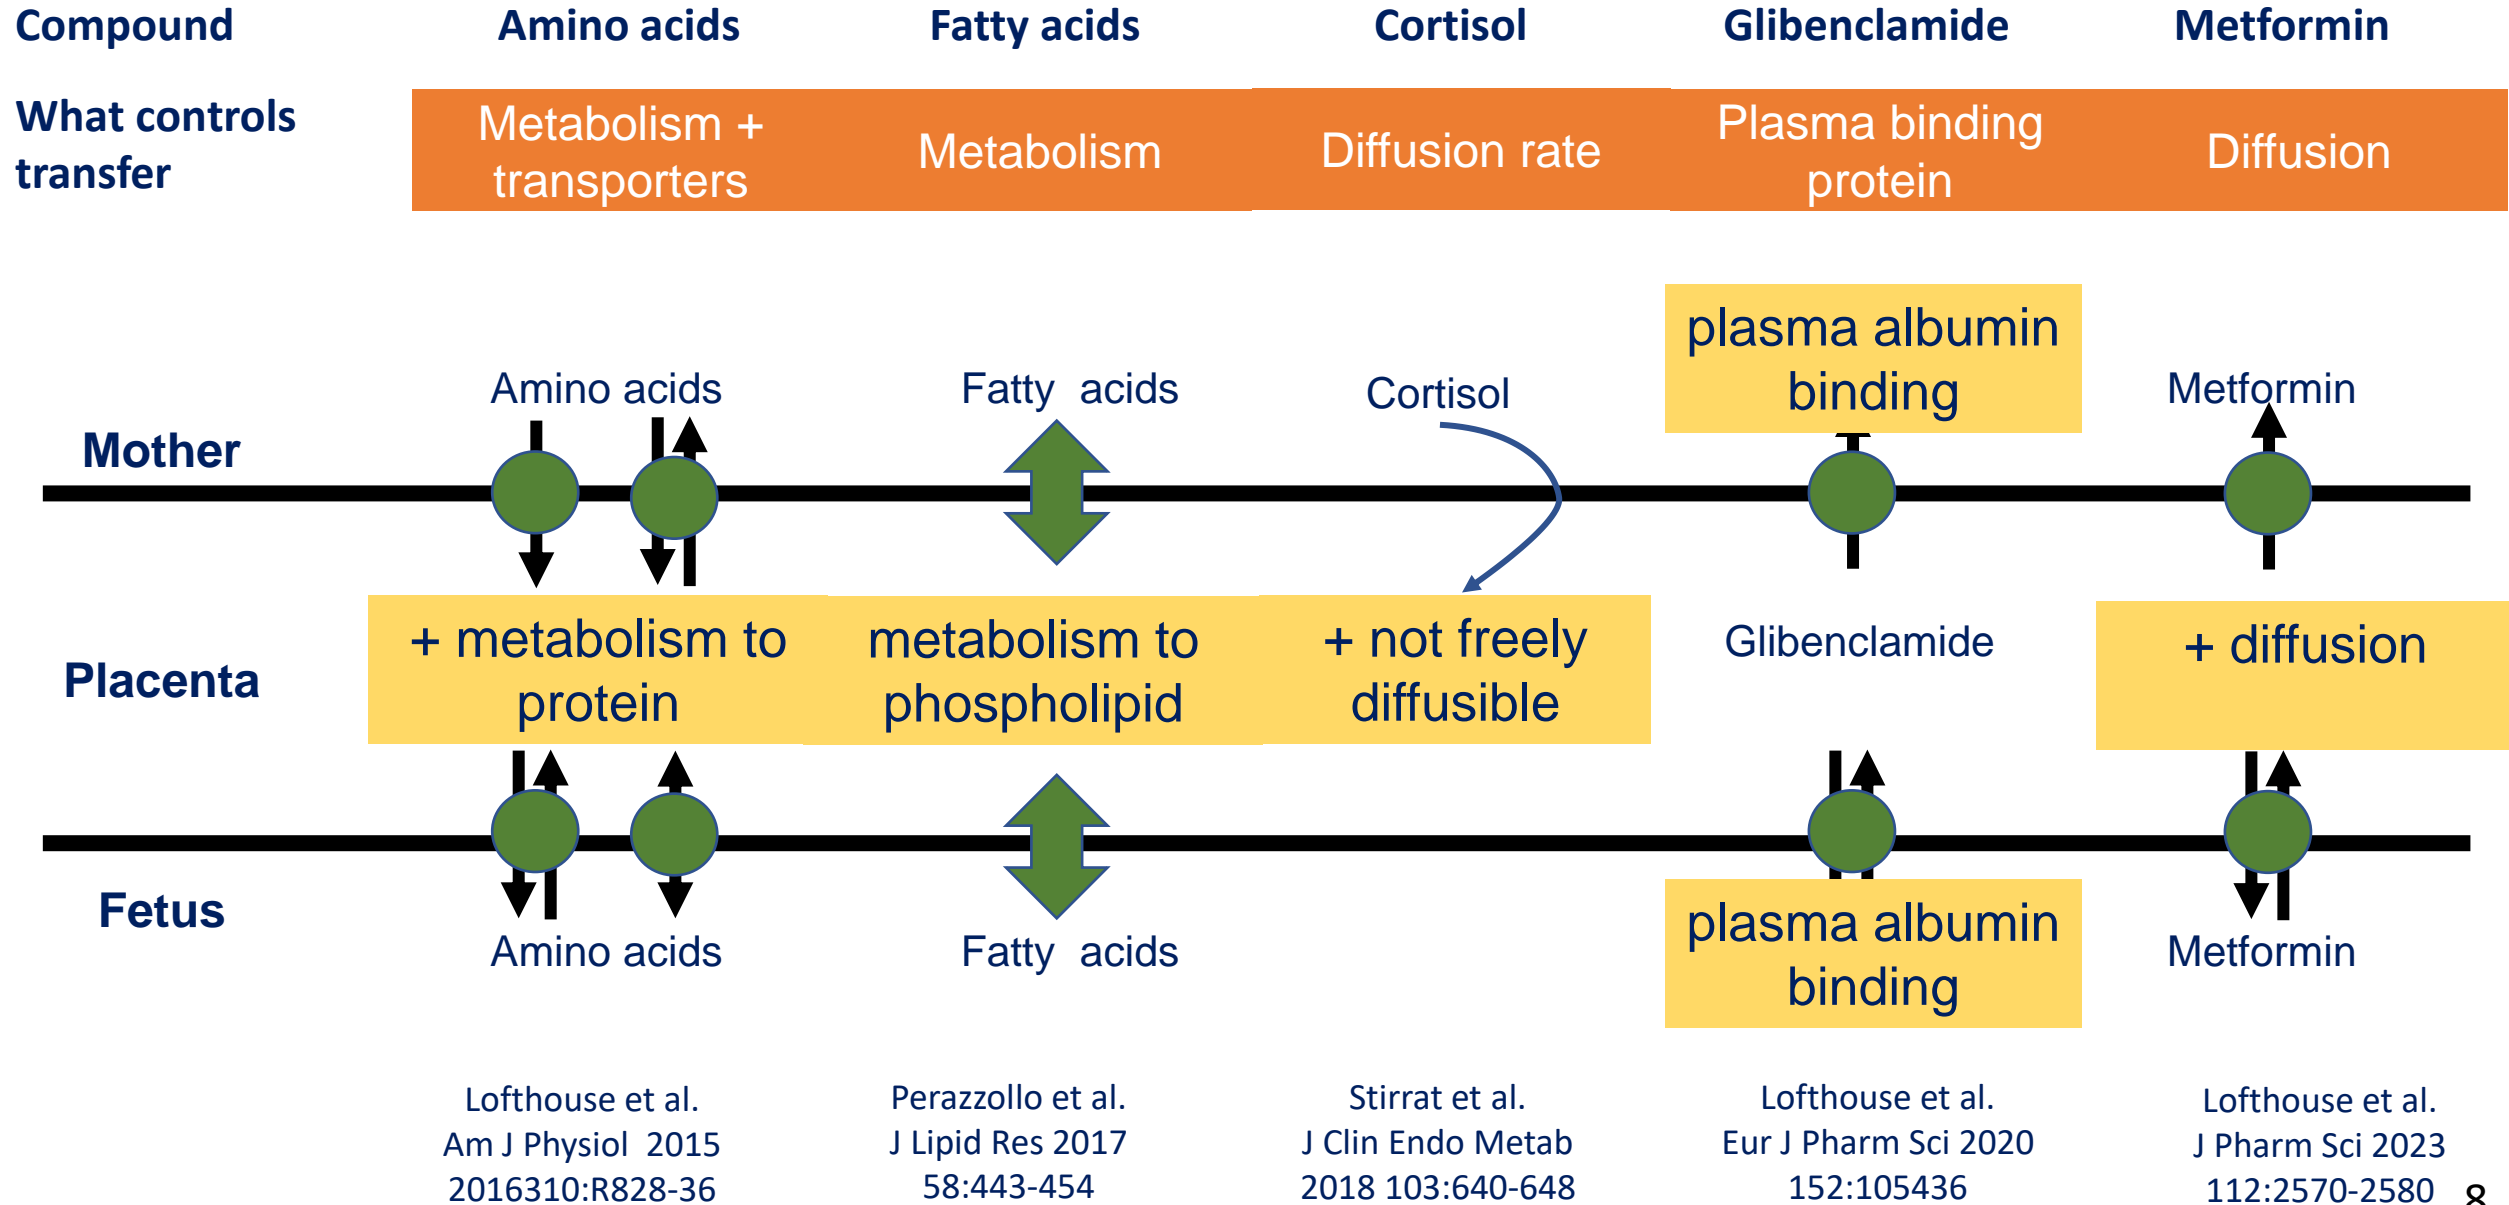 Compound
Amino acids
Fatty acids
Cortisol
Glibenclamide
Metformin
What controls
transfer
Metabolism +
transporters
Metabolism
Diffusion rate
Plasma binding
protein
Diffusion
plasma albumin
binding
Amino acids
Fatty acids
Cortisol
Metformin
Mother
+ metabolism to
protein
metabolism to
phospholipid
+ not freely
diffusible
Glibenclamide
+ diffusion
Placenta
Fetus
plasma albumin
binding
Amino acids
Fatty acids
Metformin
Lofthouse et al.
Am J Physiol 2015
2016310:R828-36
Perazzollo et al.
J Lipid Res 2017
58:443-454
Stirrat et al.
J Clin Endo Metab
2018 103:640-648
Lofthouse et al.
Eur J Pharm Sci 2020
152:105436
Lofthouse et al.
J Pharm Sci 2023
112:2570-2580
8